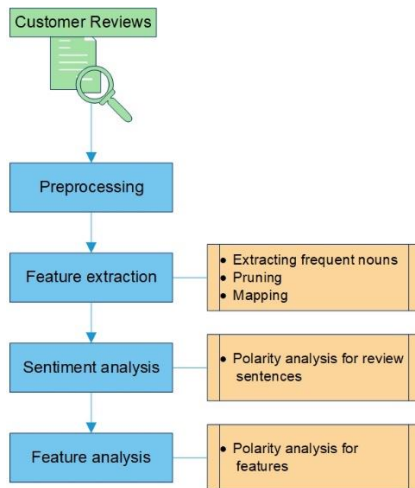 Customer Reviews
Preprocessing
Feature extraction
● Extracting frequent nouns
● Pruning
● Mapping
Sentiment analysis
● Polarity analysis for review
sentences
Feature analysis
● Polarity analysis for
features